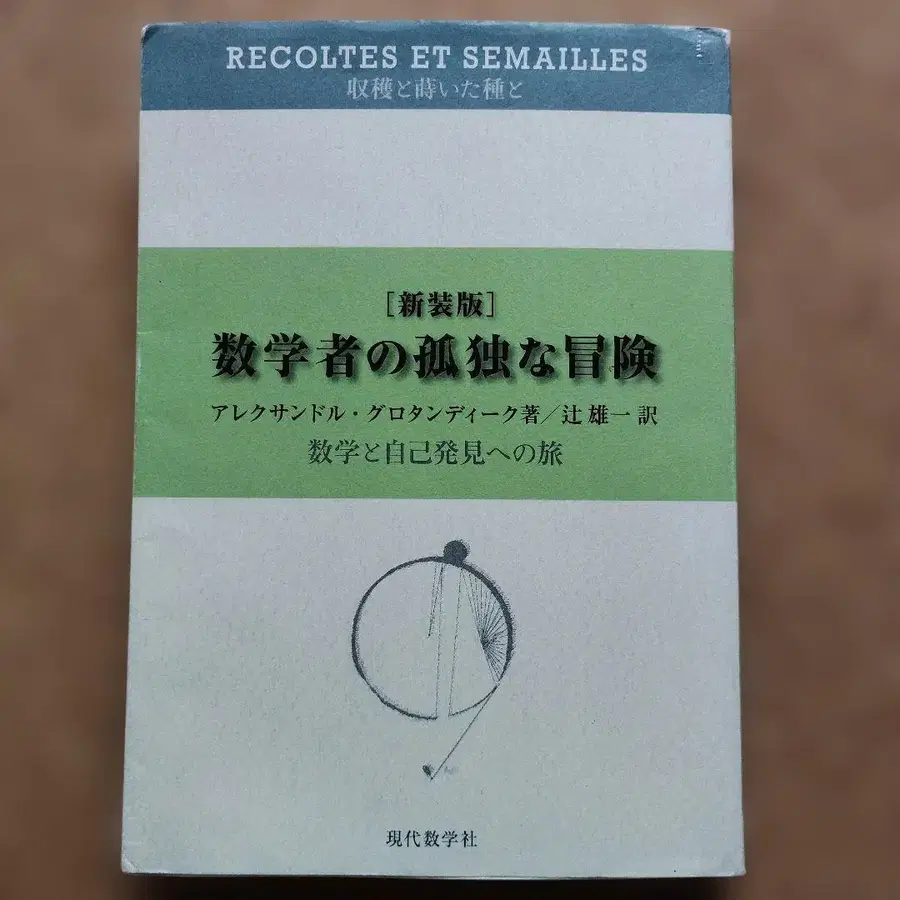 RECOLTES ET SEMAILLES
収穫と蒔いた種と
[新装版]
数学者の孤独な冒険
アレクサンドル・グロタンディーク著／辻 雄一 訳
数学と自己発見への旅
現代数学社